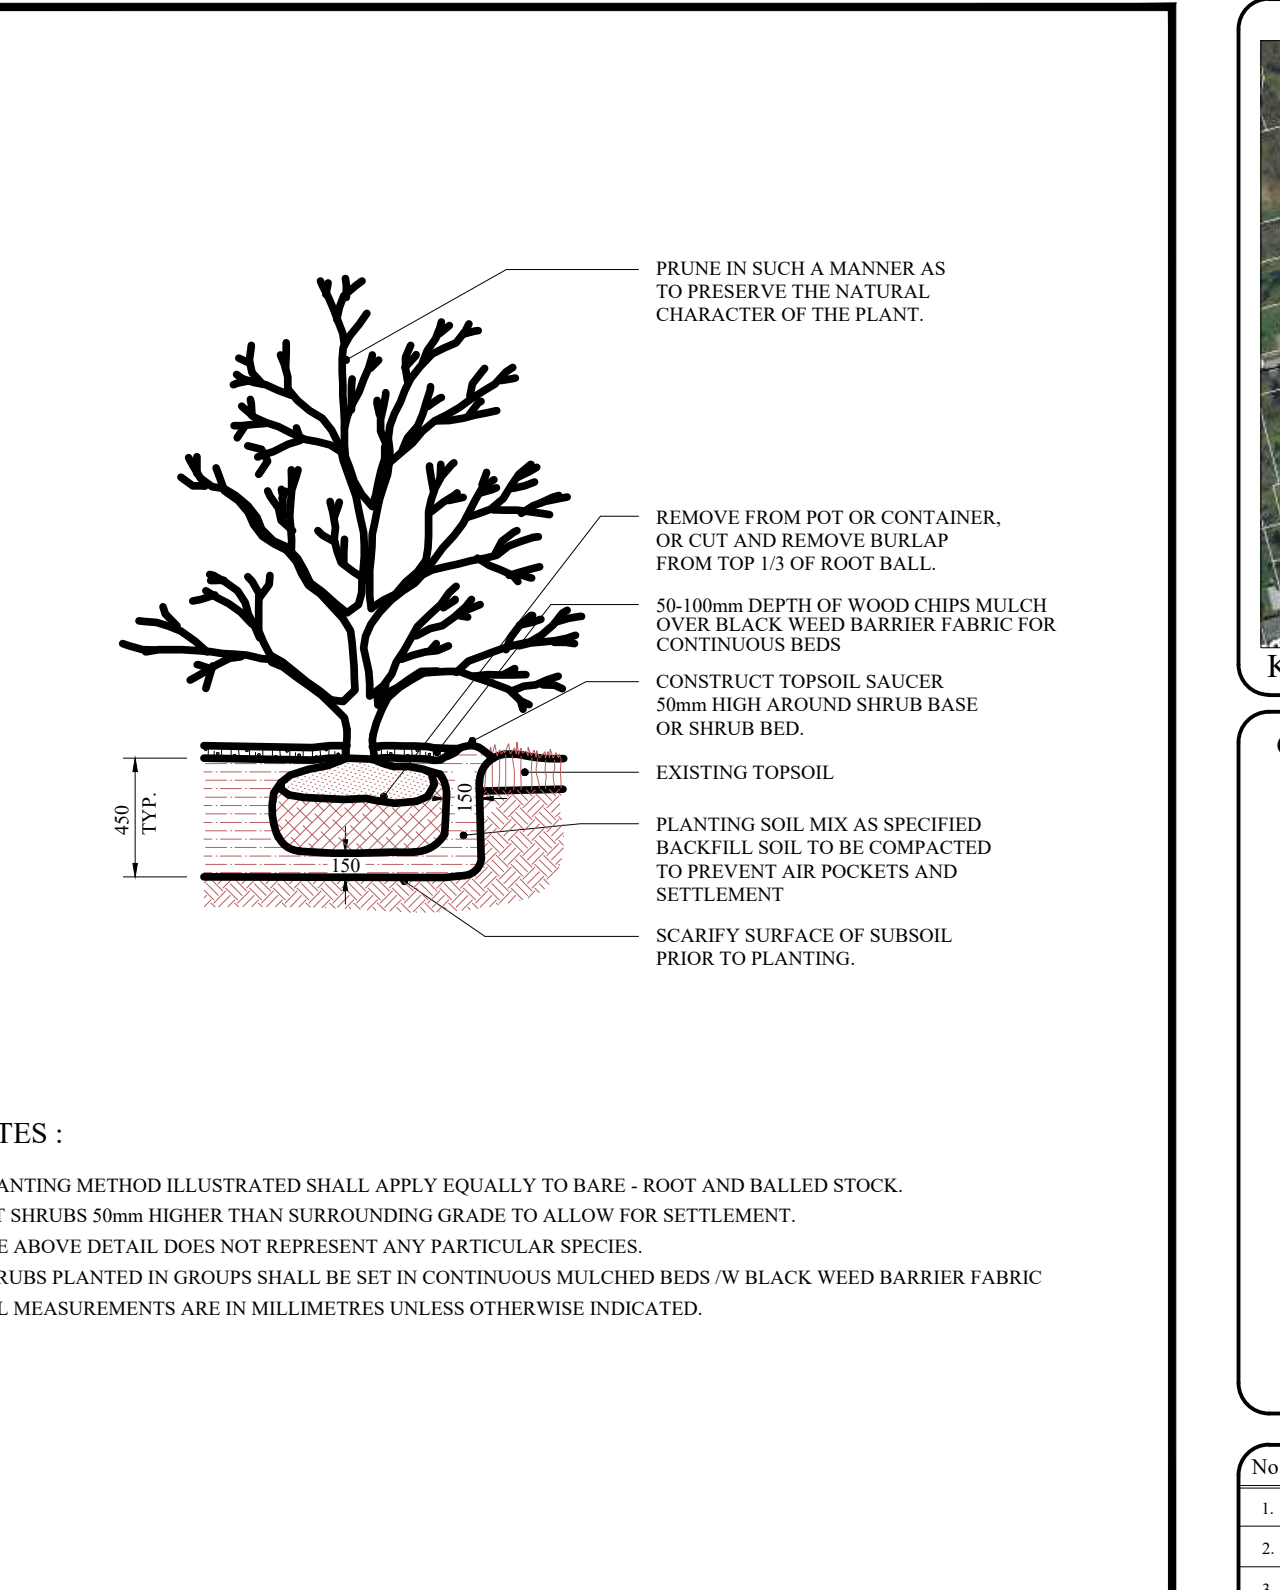 PRUNE IN SUCH A MANNER AS
TO PRESERVE THE NATURAL
CHARACTER OF THE PLANT.
REMOVE FROM POT OR CONTAINER,
OR CUT AND REMOVE BURLAP
FROM TOP 1/3 OF ROOT BALL.
50-100mm DEPTH OF WOOD CHIPS MULCH
OVER BLACK WEED BARRIER FABRIC FOR
CONTINUOUS BEDS
CONSTRUCT TOPSOIL SAUCER
50mm HIGH AROUND SHRUB BASE
OR SHRUB BED.
EXISTING TOPSOIL
450
TYP.
150
150
PLANTING SOIL MIX AS SPECIFIED
BACKFILL SOIL TO BE COMPACTED
TO PREVENT AIR POCKETS AND
SETTLEMENT
SCARIFY SURFACE OF SUBSOIL
PRIOR TO PLANTING.
TES :
ANTING METHOD ILLUSTRATED SHALL APPLY EQUALLY TO BARE - ROOT AND BALLED STOCK.
T SHRUBS 50mm HIGHER THAN SURROUNDING GRADE TO ALLOW FOR SETTLEMENT.
E ABOVE DETAIL DOES NOT REPRESENT ANY PARTICULAR SPECIES.
RUBS PLANTED IN GROUPS SHALL BE SET IN CONTINUOUS MULCHED BEDS /W BLACK WEED BARRIER FABRIC
L MEASUREMENTS ARE IN MILLIMETRES UNLESS OTHERWISE INDICATED.
K
No
1.
2.